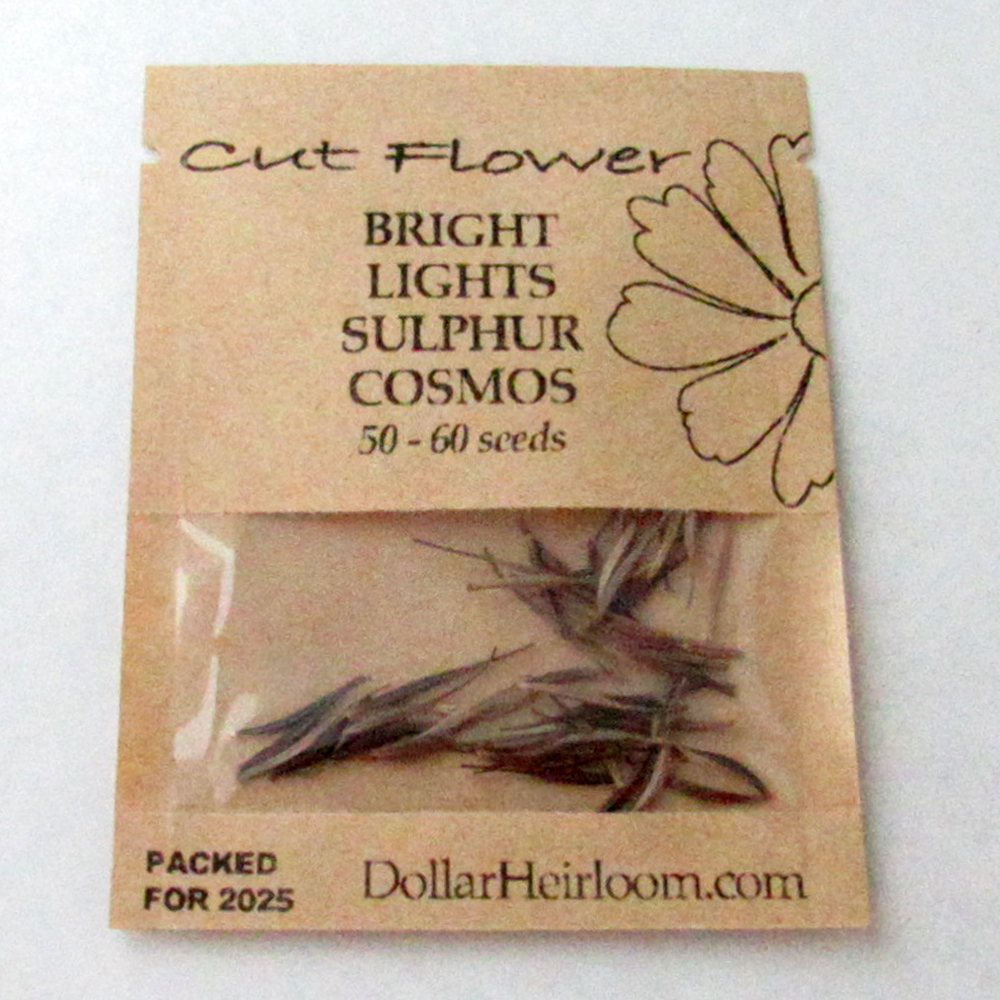 Cut Flower
BRIGHT
LIGHTS
SULPHUR
COSMOS
50 - 60 seeds
PACKED
FOR 2025
DollarHeirloom.com